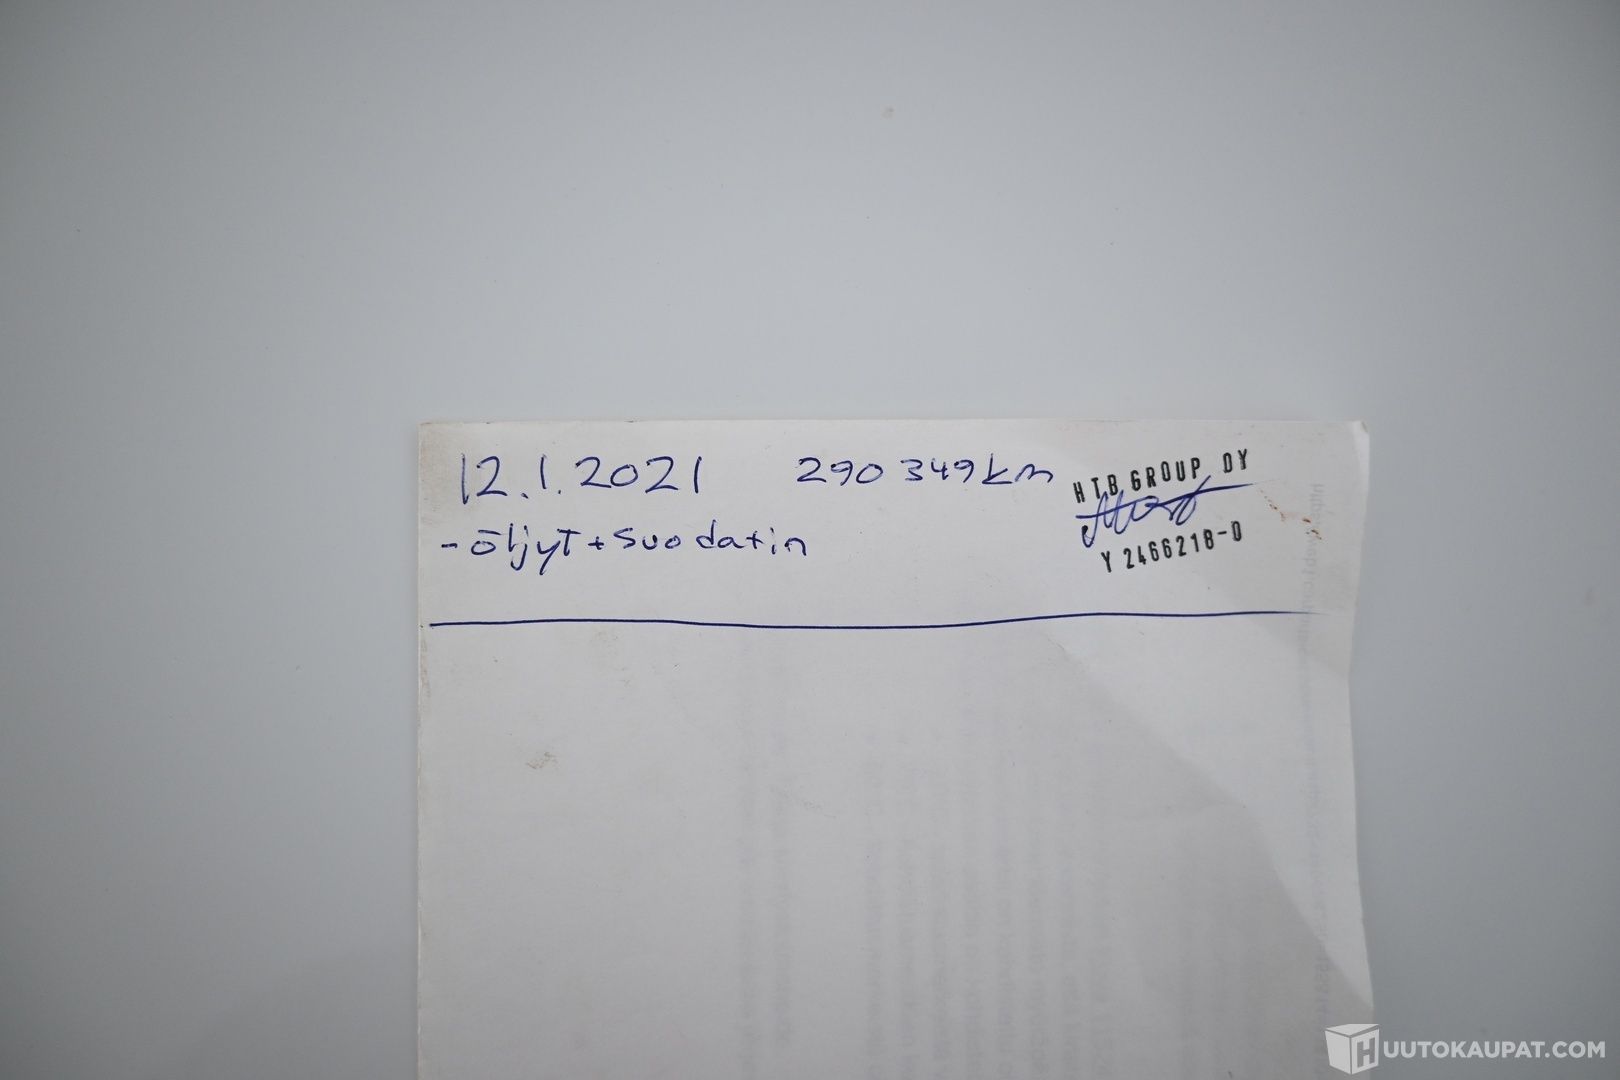 12.1.2021 290 349km
HTB GROUP OY
-öljyt + Suodatin
Y 2466218-0
HUUTOKAUPAT.COM